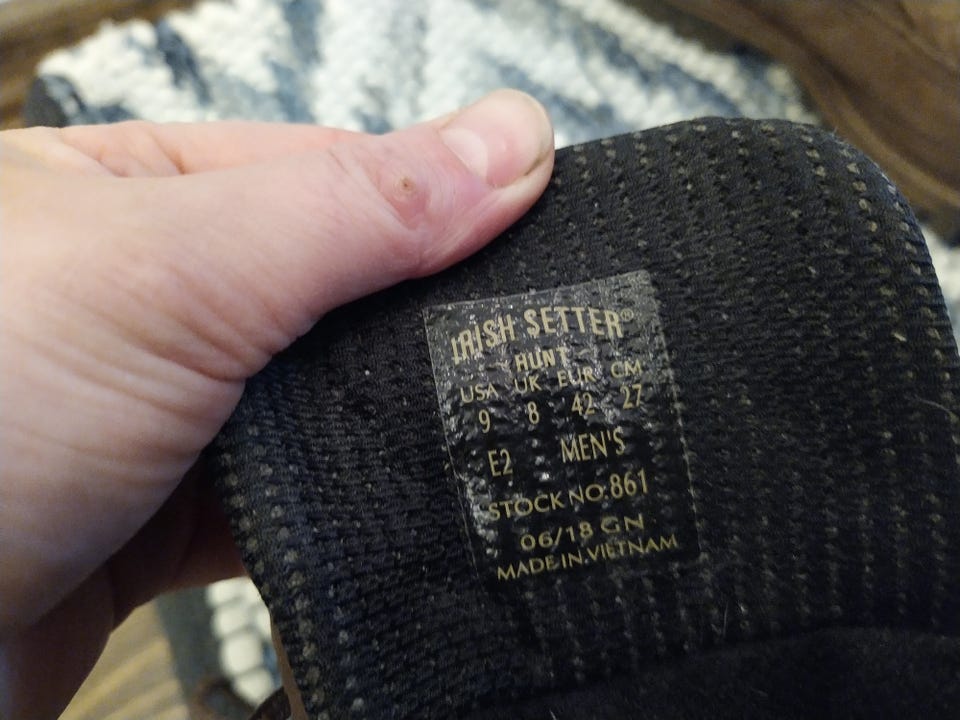 IRISH SETTER®
HUNT
USA UK EUR CM
9 8 42 27
E2 MEN'S
STOCK NO:861
06/18 GN
MADE IN VIETNAM